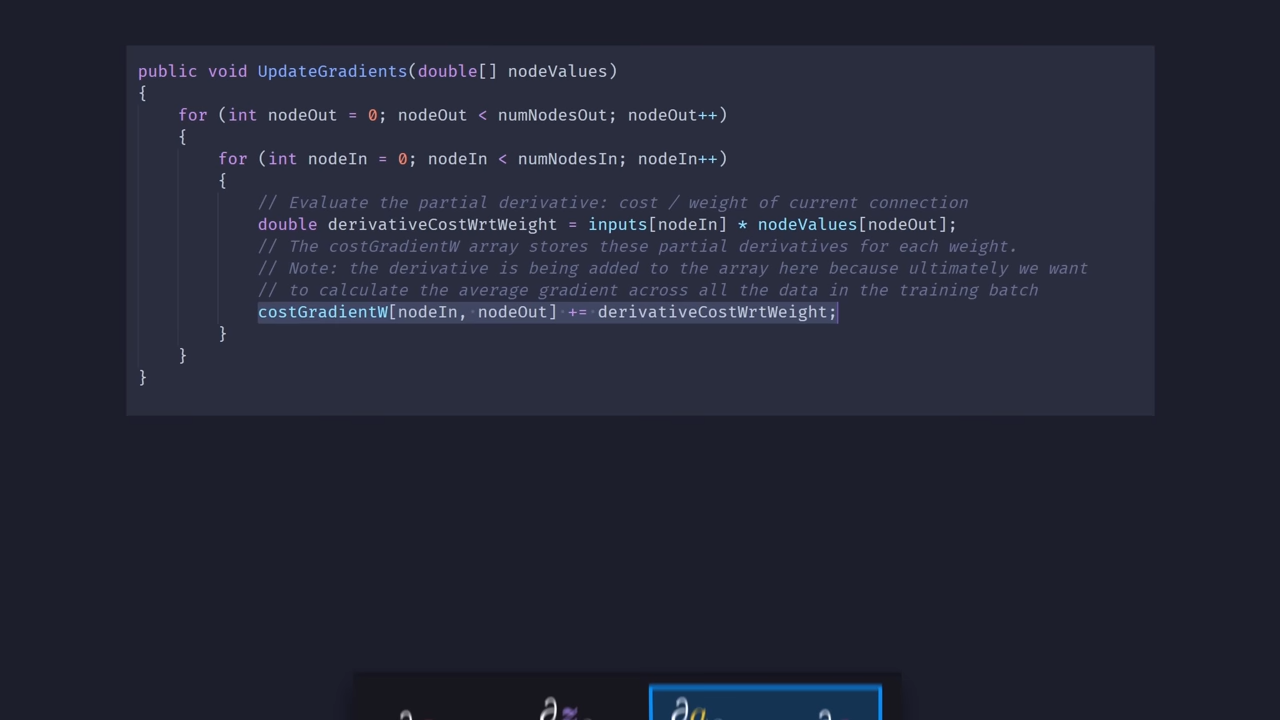 public void UpdateGradients(double[] nodeValues)
{
for (int nodeOut = 0; nodeOut < numNodesOut; nodeOut++)
{
for (int nodeIn = 0; nodeIn < numNodesIn; nodeIn++)
{
// Evaluate the partial derivative: cost / weight of current connection
double derivativeCostWrtWeight = inputs[nodeIn] * nodeValues[nodeOut];
// The costGradientW array stores these partial derivatives for each weight.
// Note: the derivative is being added to the array here because ultimately we want
// to calculate the average gradient across all the data in the training batch
costGradientW[nodeIn, nodeOut] += derivativeCostWrtWeight;
}
}
}